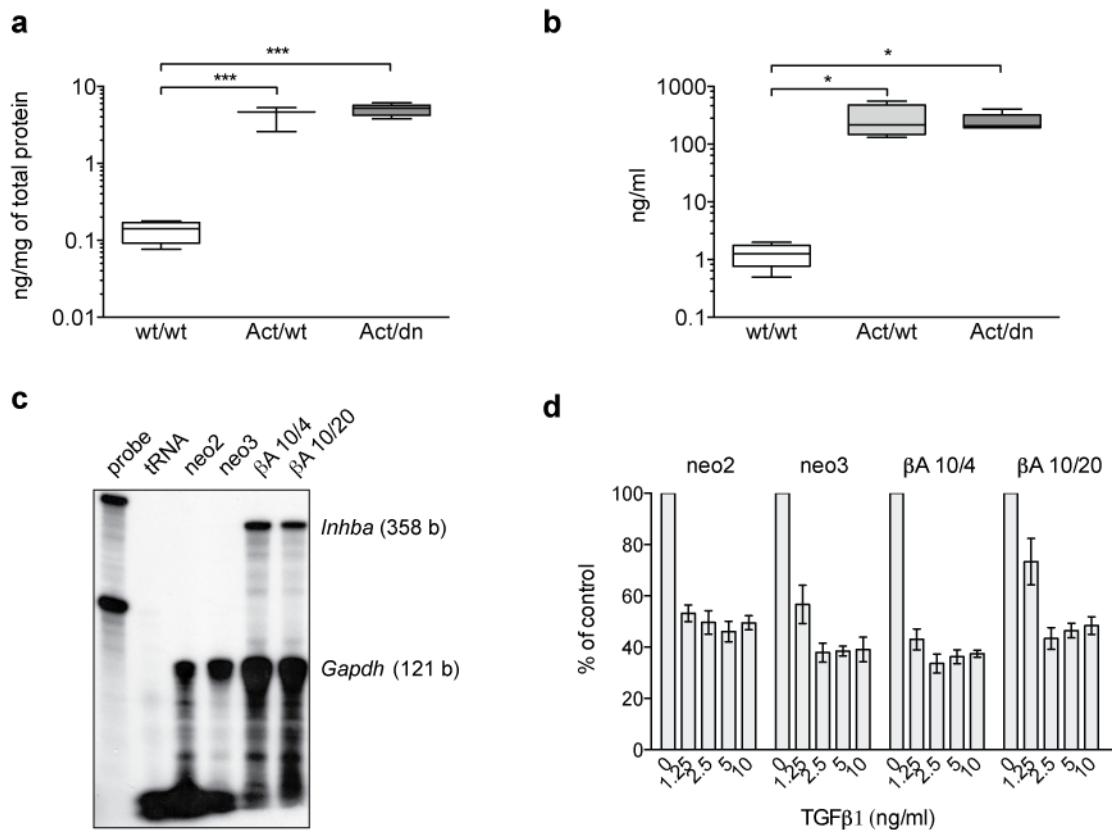 a
***
***
10
1
0.1
0.01
ng/mg of total protein
wt/wt
Act/wt
Act/dn
b
*
*
1000
100
10
1
0.1
ng/ml
wt/wt
Act/wt
Act/dn
c
probe
tRNA
neo2
neo3
βA 10/4
βA 10/20
Inhba (358 b)
Gapdh (121 b)
d
neo2
neo3
βA 10/4
βA 10/20
100
80
60
40
20
0
% of control
0 1.25 2.5 5 10
0 1.25 2.5 5 10
0 1.25 2.5 5 10
0 1.25 2.5 5 10
TGFβ1 (ng/ml)